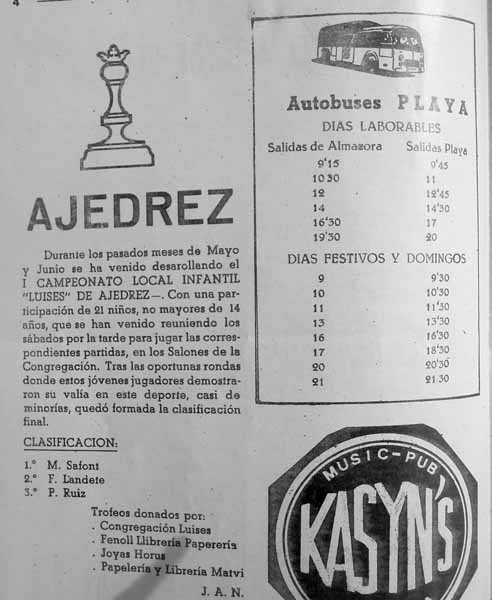 4
AJEDREZ
Durante los pasados meses de Mayo
y Junio se ha venido desarollando el
I CAMPEONATO LOCAL INFANTIL
"LUISES" DE AJEDREZ—. Con una par-
ticipación de 21 niños, no mayores de 14
años, que se han venido reuniendo los
sábados por la tarde para jugar las corres-
pondientes partidas, en los Salones de la
Congregación. Tras las oportunas rondas
donde estos jóvenes jugadores demostra-
ron su valía en este deporte, casi de
minorías, quedó formada la clasificación
final.
CLASIFICACION:
1.º M. Safont
2.º F. Landete
3.º P. Ruiz
Trofeos donados por:
. Congregación Luises
. Fenoll Llibrería Paperería
. Joyas Horus
. Papelería y Librería Matvi
J. A. N.
Autobuses PLAYA
DIAS LABORABLES
Salidas de Almazora Salidas Playa
9'15 9'45
10 30 11
12 12'45
14 14'30
16'30 17
19'30 20
DIAS FESTIVOS Y DOMINGOS
9 9'30
10 10'30
11 11'30
13 13'30
16 16'30
17 18'30
20 20'30
21 21 30
MUSIC-PUB
KASYN'S